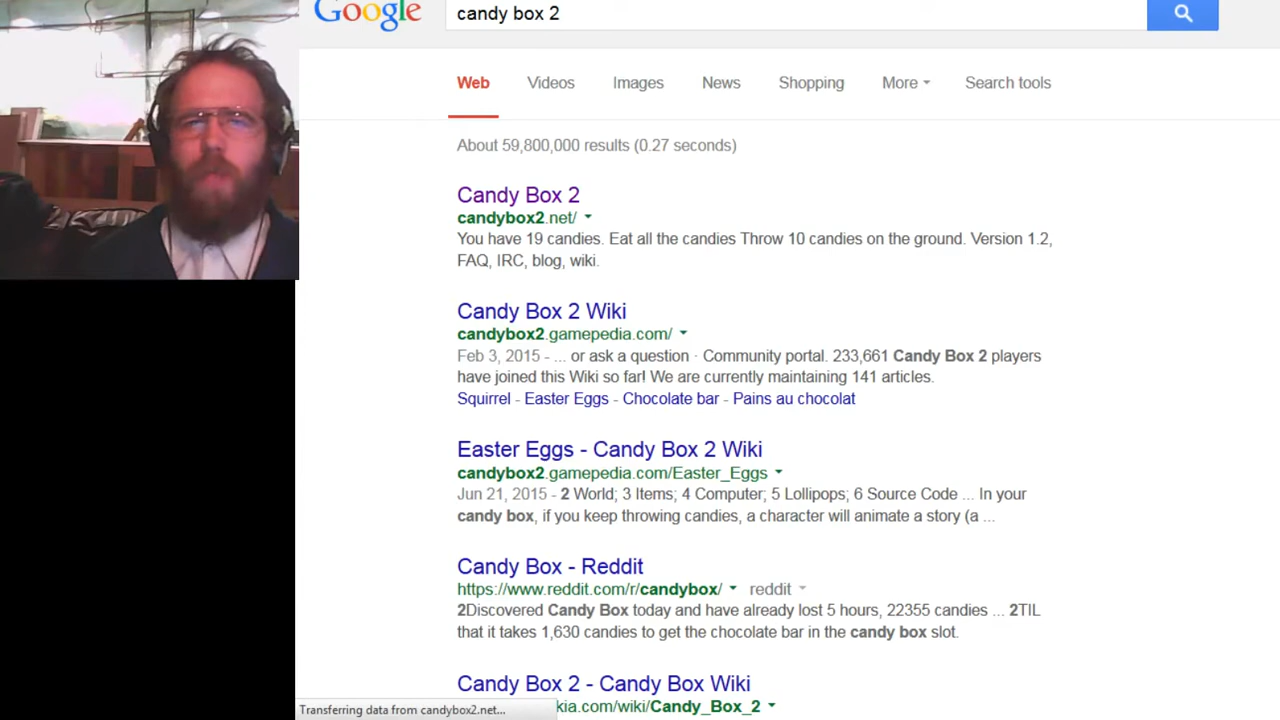 Google
candy box 2
Web Videos Images News Shopping More Search tools
About 59,800,000 results (0.27 seconds)
Candy Box 2
candybox2.net/
You have 19 candies. Eat all the candies Throw 10 candies on the ground. Version 1.2,
FAQ, IRC, blog, wiki.
Candy Box 2 Wiki
candybox2.gamepedia.com/
Feb 3, 2015 - ... or ask a question · Community portal. 233,661 Candy Box 2 players
have joined this Wiki so far! We are currently maintaining 141 articles.
Squirrel - Easter Eggs - Chocolate bar - Pains au chocolat
Easter Eggs - Candy Box 2 Wiki
candybox2.gamepedia.com/Easter_Eggs
Jun 21, 2015 - 2 World; 3 Items; 4 Computer; 5 Lollipops; 6 Source Code ... In your
candy box, if you keep throwing candies, a character will animate a story (a ...
Candy Box - Reddit
https://www.reddit.com/r/candybox/ reddit
2Discovered Candy Box today and have already lost 5 hours, 22355 candies ... 2TIL
that it takes 1,630 candies to get the chocolate bar in the candy box slot.
Candy Box 2 - Candy Box Wiki
kia.com/wiki/Candy_Box_2
Transferring data from candybox2.net...